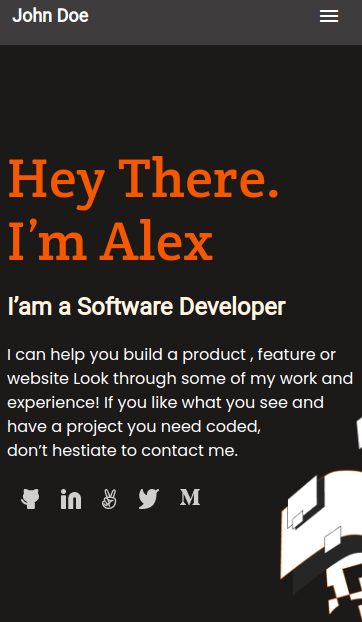 John Doe
Hey There.
I’m Alex
I’am a Software Developer
I can help you build a product , feature or
website Look through some of my work and
experience! If you like what you see and
have a project you need coded,
don’t hestiate to contact me.